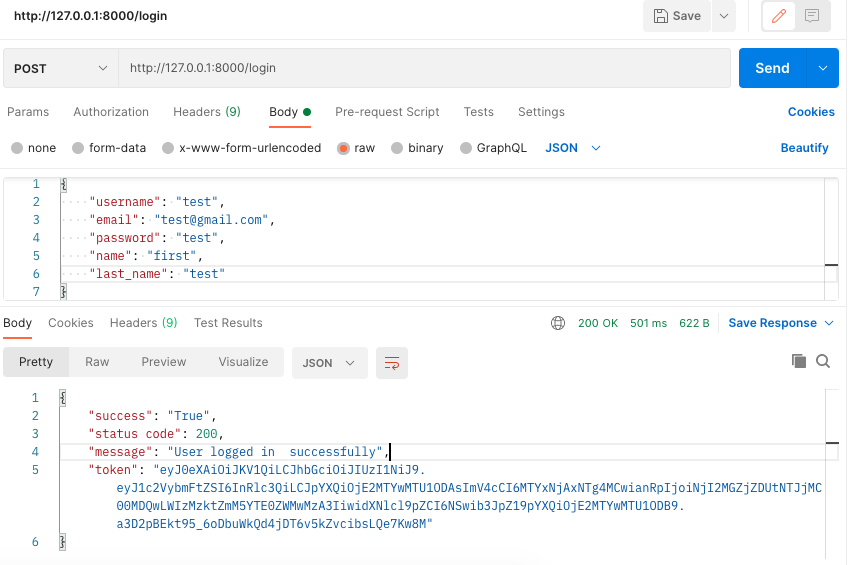 http://127.0.0.1:8000/login
Save
POST
http://127.0.0.1:8000/login
Send
Params Authorization Headers (9) Body Pre-request Script Tests Settings Cookies
none form-data x-www-form-urlencoded raw binary GraphQL JSON Beautify
1 {
2 "username": "test",
3 "email": "test@gmail.com",
4 "password": "test",
5 "name": "first",
6 "last_name": "test"
7 }
Body Cookies Headers (9) Test Results 200 OK 501 ms 622 B Save Response
Pretty Raw Preview Visualize JSON
1 {
2 "success": "True",
3 "status code": 200,
4 "message": "User logged in  successfully",
5 "token": "eyJ0eXAiOiJKV1QiLCJhbGciOiJIUzI1NiJ9.
eyJ1c2VybmFtZSI6InRlc3QiLCJpYXQiOjE2MTYwMTU1ODAsImV4cCI6MTYxNjAxNTg4MCwianRpIjoiNjI2MGZjZDUtNTJjMC
00MDQwLWIzMzktZmM5YTE0ZWMwMzA3IiwidXNlcl9pZCI6NSwib3JpZ19pYXQiOjE2MTYwMTU1ODB9.
a3D2pBEkt95_6oDbuWkQd4jDT6v5kZvcibsLQe7Kw8M"
6 }